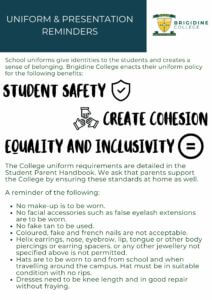 UNIFORM & PRESENTATION
REMINDERS
BRIGIDINE
COLLEGE
School uniforms give identities to the students and creates a
sense of belonging. Brigidine College enacts their uniform policy
for the following benefits:
STUDENT SAFETY
CREATE COHESION
EQUALITY AND INCLUSIVITY
The College uniform requirements are detailed in the
Student Parent Handbook. We ask that parents support
the College by ensuring these standards at home as well.
A reminder of the following:
• No make-up is to be worn.
• No facial accessories such as false eyelash extensions
are to be worn.
• No fake tan to be used.
• Coloured, fake and french nails are not acceptable.
• Helix earrings, nose, eyebrow, lip, tongue or other body
piercings or earring spacers, or any other jewellery not
specified above is not permitted.
• Hats are to be worn to and from school and when
travelling around the campus. Hat must be in suitable
condition with no rips.
• Dresses need to be knee length and in good repair
without fraying.